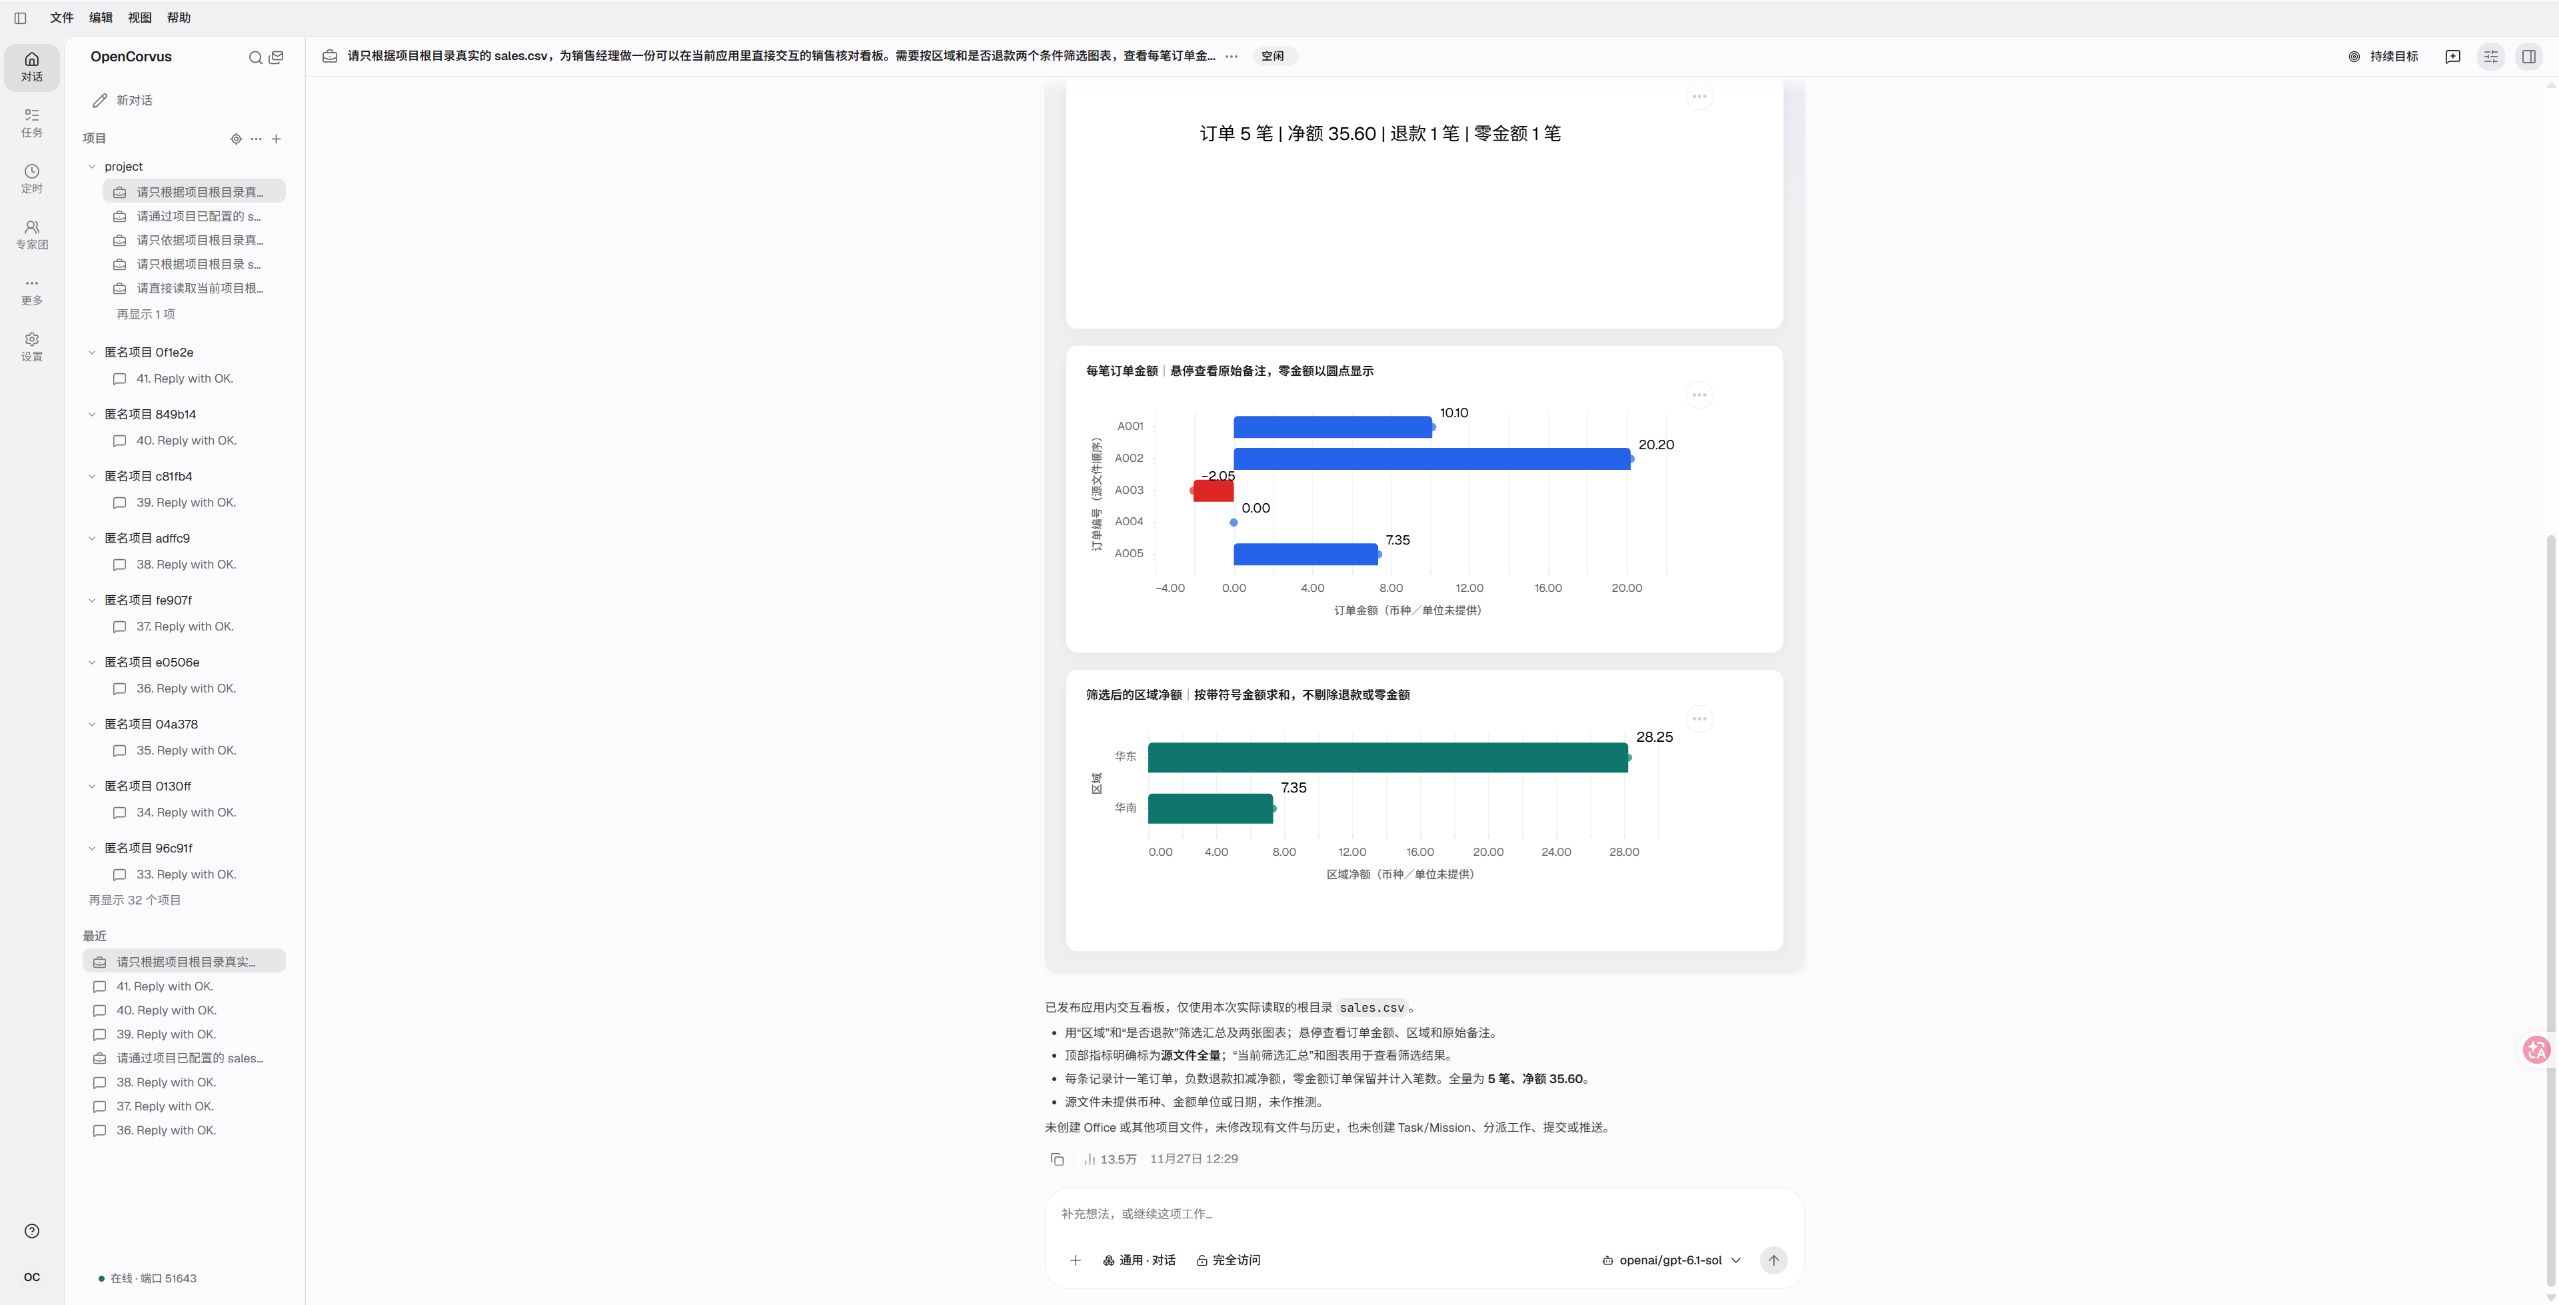 文件 编辑 视图 帮助
对话
任务
定时
专家团
更多
设置
OC
OpenCorvus
新对话
项目
project
请只根据项目根目录真...
请通过项目已配置的 s...
请只依据项目根目录真...
请只根据项目根目录 s...
请直接读取当前项目根...
再显示 1 项
匿名项目 0f1e2e
41. Reply with OK.
匿名项目 849b14
40. Reply with OK.
匿名项目 c81fb4
39. Reply with OK.
匿名项目 adffc9
38. Reply with OK.
匿名项目 fe907f
37. Reply with OK.
匿名项目 e0506e
36. Reply with OK.
匿名项目 04a378
35. Reply with OK.
匿名项目 0130ff
34. Reply with OK.
匿名项目 96c91f
33. Reply with OK.
再显示 32 个项目
最近
请只根据项目根目录真实...
41. Reply with OK.
40. Reply with OK.
39. Reply with OK.
请通过项目已配置的 sales...
38. Reply with OK.
37. Reply with OK.
36. Reply with OK.
在线 · 端口 51643
请只根据项目根目录真实的 sales.csv，为销售经理做一份可以在当前应用里直接交互的销售核对看板。需要按区域和是否退款两个条件筛选图表，查看每笔订单金... 空闲
持续目标
订单 5 笔 | 净额 35.60 | 退款 1 笔 | 零金额 1 笔
每笔订单金额｜悬停查看原始备注，零金额以圆点显示
订单编号（源文件顺序）
A001 10.10
A002 20.20
A003 −2.05
A004 0.00
A005 7.35
−4.00 0.00 4.00 8.00 12.00 16.00 20.00
订单金额（币种／单位未提供）
筛选后的区域净额｜按带符号金额求和，不剔除退款或零金额
区域
华东 28.25
华南 7.35
0.00 4.00 8.00 12.00 16.00 20.00 24.00 28.00
区域净额（币种／单位未提供）
已发布应用内交互看板，仅使用本次实际读取的根目录 sales.csv。
• 用“区域”和“是否退款”筛选汇总及两张图表；悬停查看订单金额、区域和原始备注。
• 顶部指标明确标为源文件全量；“当前筛选汇总”和图表用于查看筛选结果。
• 每条记录计一笔订单，负数退款扣减净额，零金额订单保留并计入笔数。全量为 5 笔、净额 35.60。
• 源文件未提供币种、金额单位或日期，未作推测。
未创建 Office 或其他项目文件，未修改现有文件与历史，也未创建 Task/Mission、分派工作、提交或推送。
13.5万 11月27日 12:29
补充想法，或继续这项工作...
通用 · 对话 完全访问 openai/gpt-6.1-sol